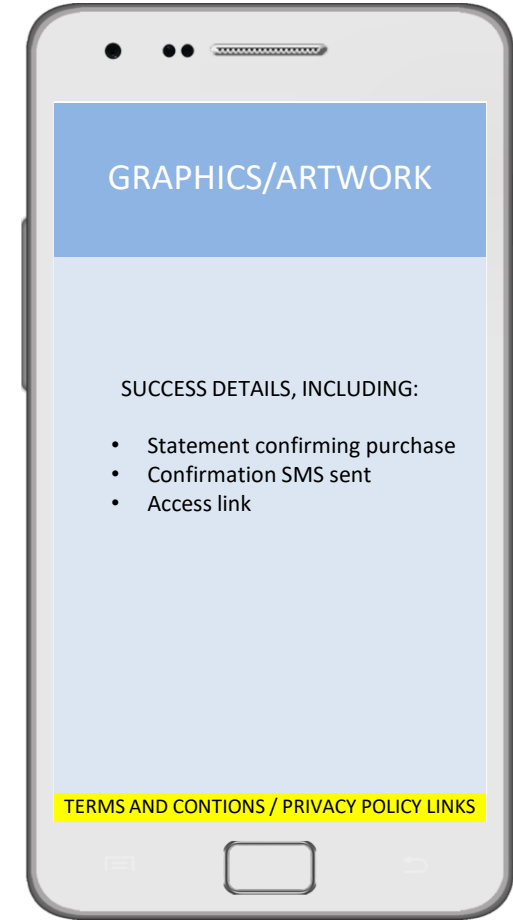 GRAPHICS/ARTWORK
SUCCESS DETAILS, INCLUDING:
• Statement confirming purchase
• Confirmation SMS sent
• Access link
TERMS AND CONTIONS / PRIVACY POLICY LINKS